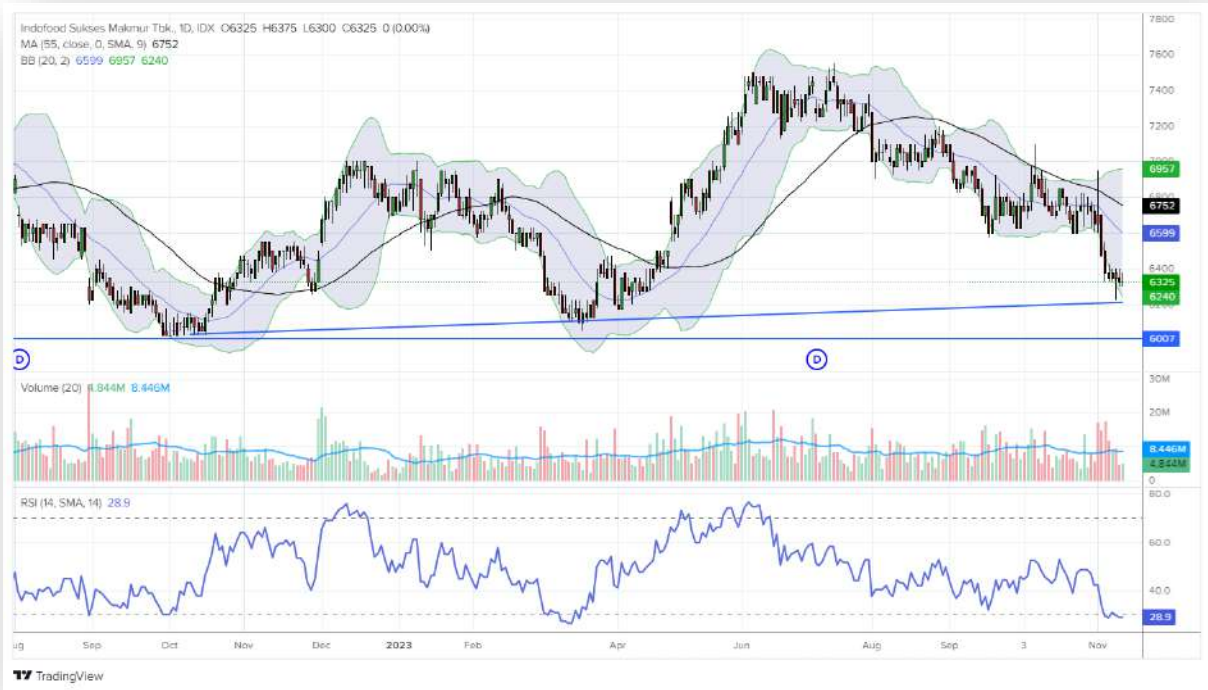 Indofood Sukses Makmur Tbk., 1D, IDX O6325 H6375 L6300 C6325 0 (0.00%)
MA (55, close, 0, SMA, 9) 6752
BB (20, 2) 6599 6957 6240
7800
7600
7400
7200
6957
6752
6599
6400
6325
6240
6007
D
D
Volume (20) 4.844M 8.446M
30M
20M
8.446M
4.844M
0
RSI (14, SMA, 14) 28.9
80.0
60.0
40.0
28.9
ug Sep Oct Nov Dec 2023 Feb Apr Jun Aug Sep 3 Nov
TradingView